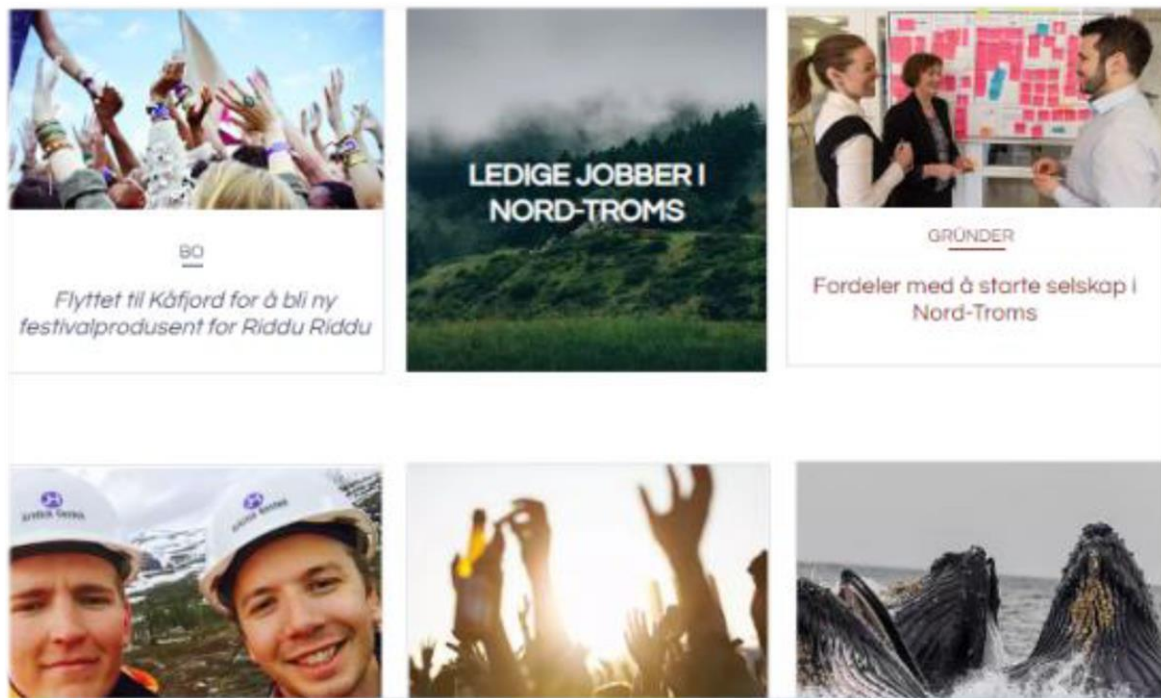 LEDIGE JOBBER I
NORD-TROMS
BO
Flyttet til Kåfjord for å bli ny
festivalprodusent for Riddu Riddu
GRÜNDER
Fordeler med å starte selskap i
Nord-Troms